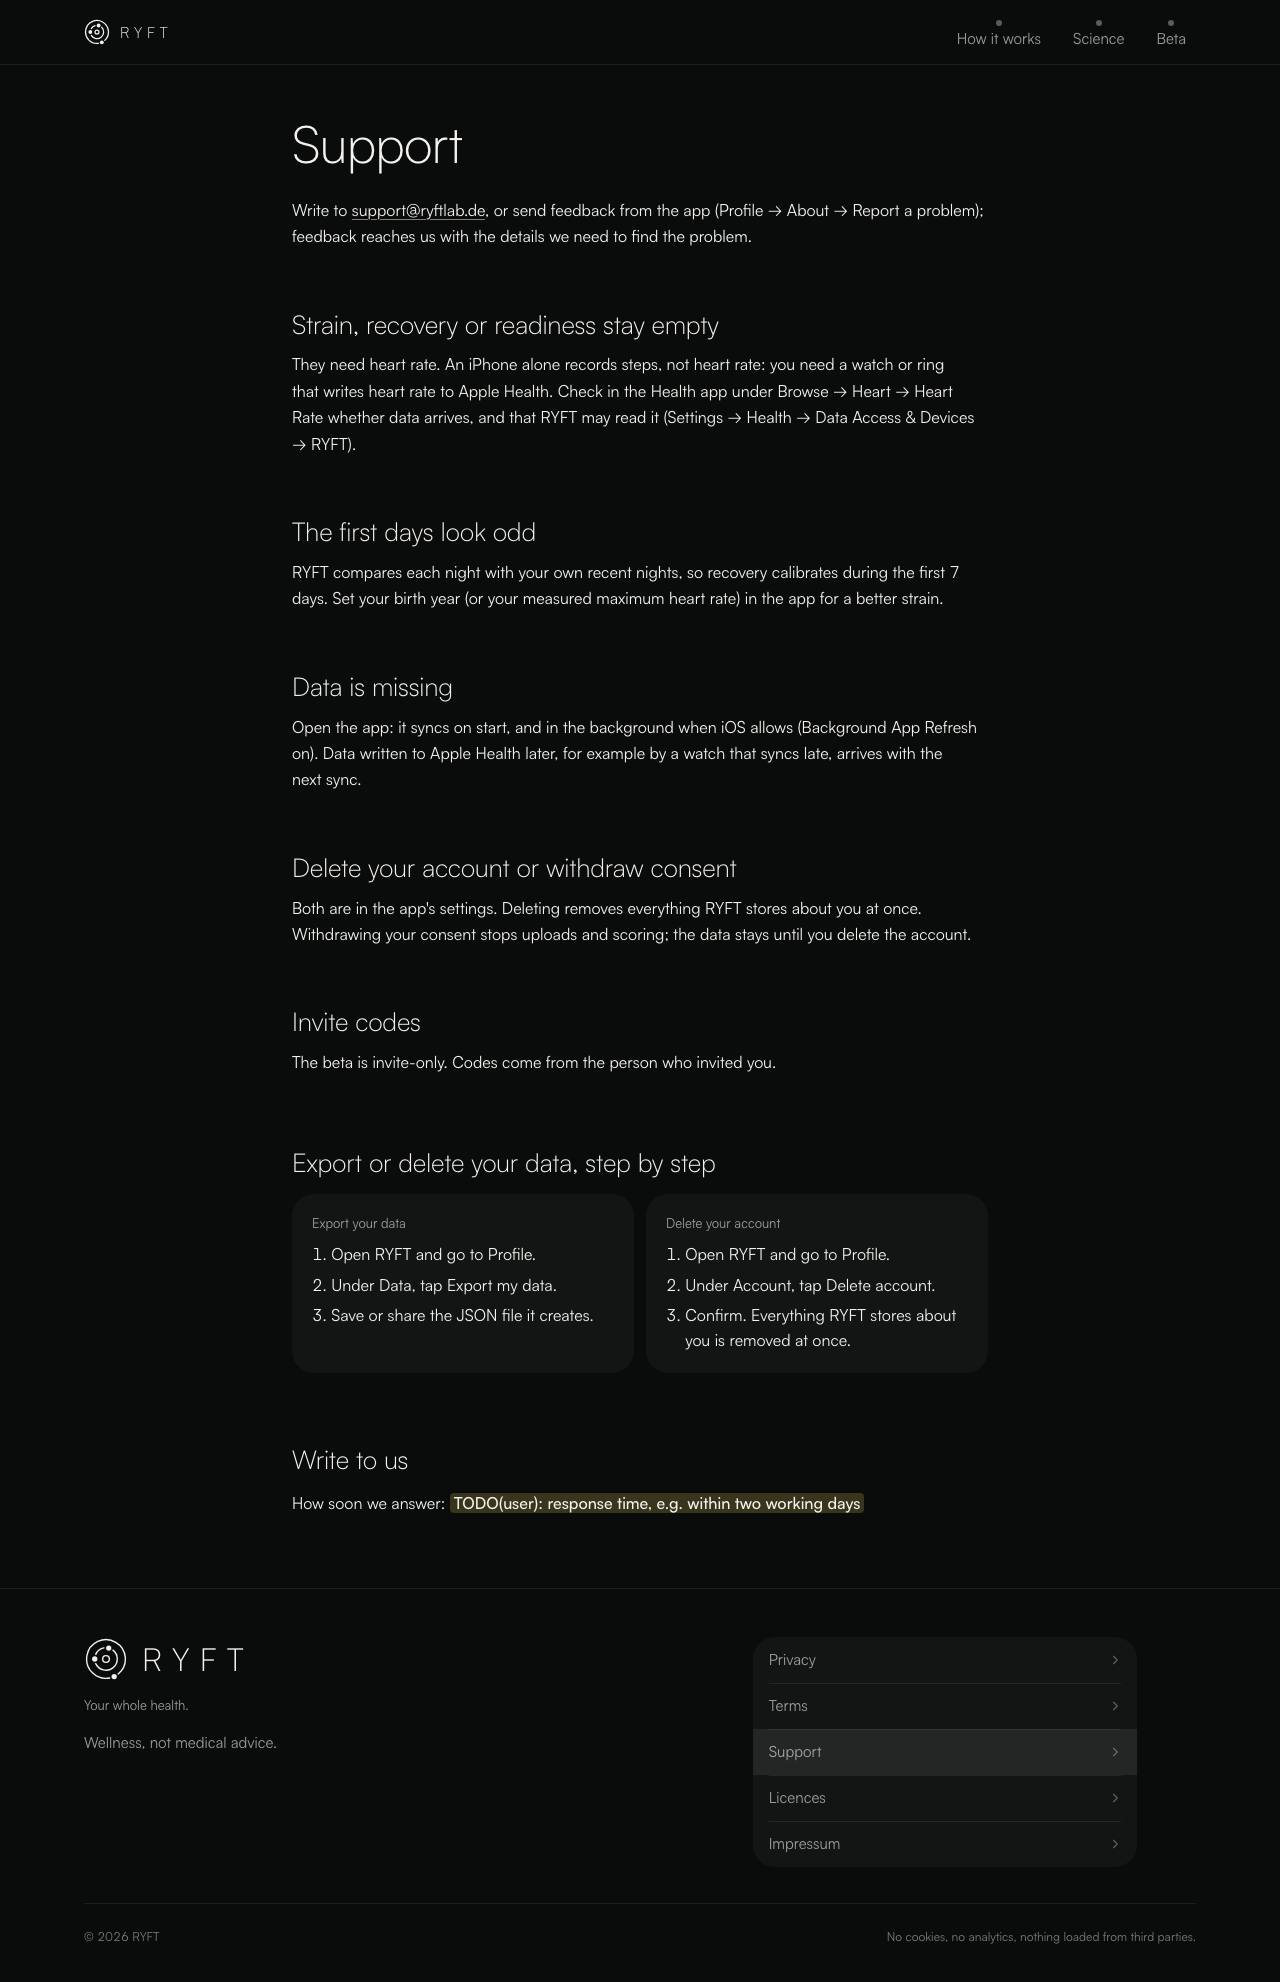 RYFT
How it works
Science
Beta
Support
Write to support@ryftlab.de, or send feedback from the app (Profile → About → Report a problem);
feedback reaches us with the details we need to find the problem.
Strain, recovery or readiness stay empty
They need heart rate. An iPhone alone records steps, not heart rate: you need a watch or ring
that writes heart rate to Apple Health. Check in the Health app under Browse → Heart → Heart
Rate whether data arrives, and that RYFT may read it (Settings → Health → Data Access & Devices
→ RYFT).
The first days look odd
RYFT compares each night with your own recent nights, so recovery calibrates during the first 7
days. Set your birth year (or your measured maximum heart rate) in the app for a better strain.
Data is missing
Open the app: it syncs on start, and in the background when iOS allows (Background App Refresh
on). Data written to Apple Health later, for example by a watch that syncs late, arrives with the
next sync.
Delete your account or withdraw consent
Both are in the app's settings. Deleting removes everything RYFT stores about you at once.
Withdrawing your consent stops uploads and scoring; the data stays until you delete the account.
Invite codes
The beta is invite-only. Codes come from the person who invited you.
Export or delete your data, step by step
Export your data
1. Open RYFT and go to Profile.
2. Under Data, tap Export my data.
3. Save or share the JSON file it creates.
Delete your account
1. Open RYFT and go to Profile.
2. Under Account, tap Delete account.
3. Confirm. Everything RYFT stores about
you is removed at once.
Write to us
How soon we answer: TODO(user): response time, e.g. within two working days
RYFT
Your whole health.
Wellness, not medical advice.
Privacy
Terms
Support
Licences
Impressum
© 2026 RYFT
No cookies, no analytics, nothing loaded from third parties.